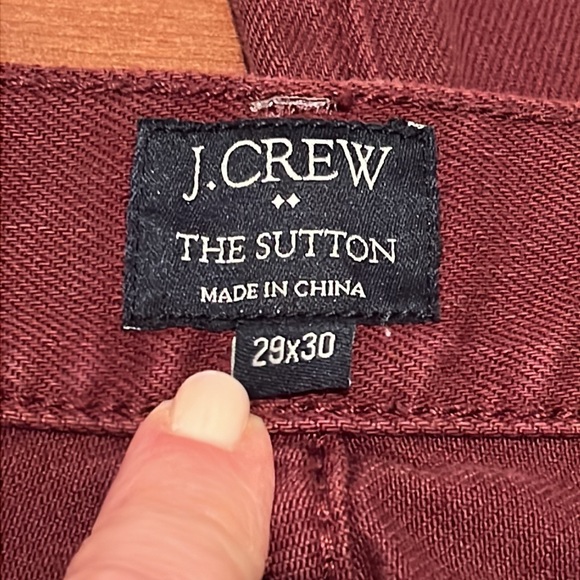 J.CREW
THE SUTTON
MADE IN CHINA
29x30